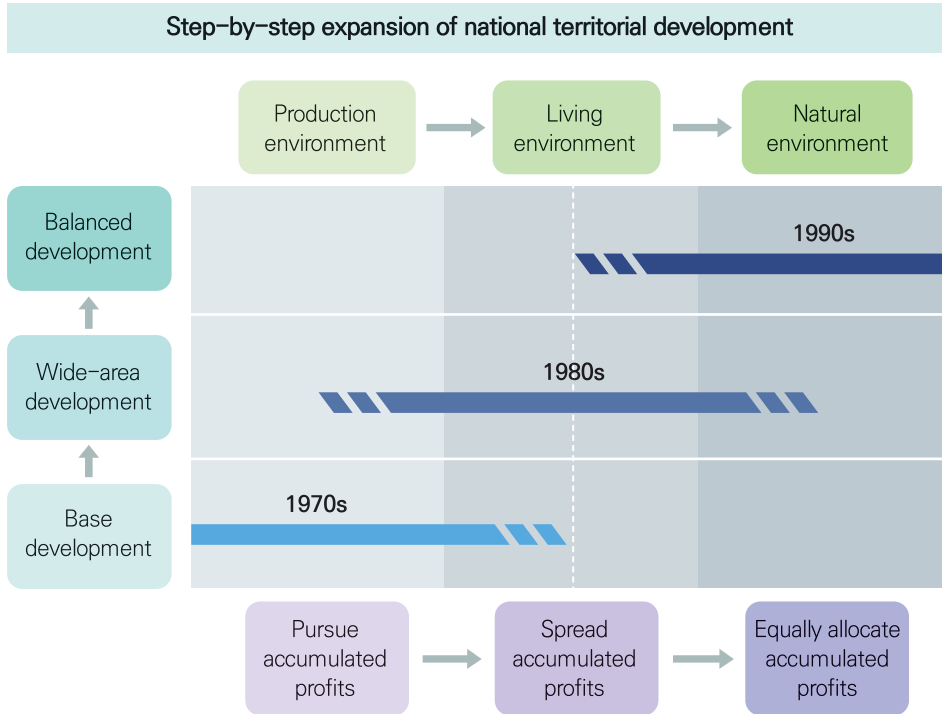 Step-by-step expansion of national territorial development
Production
environment
Living
environment
Natural
environment
Balanced
development
1990s
Wide-area
development
1980s
Base
development
1970s
Pursue
accumulated
profits
Spread
accumulated
profits
Equally allocate
accumulated
profits